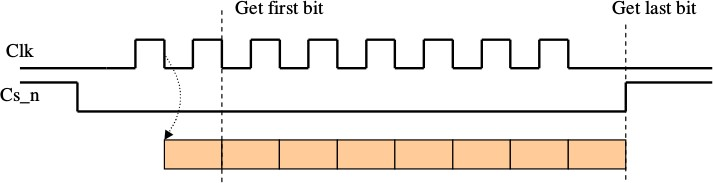 Get first bit
Get last bit
Clk
Cs_n